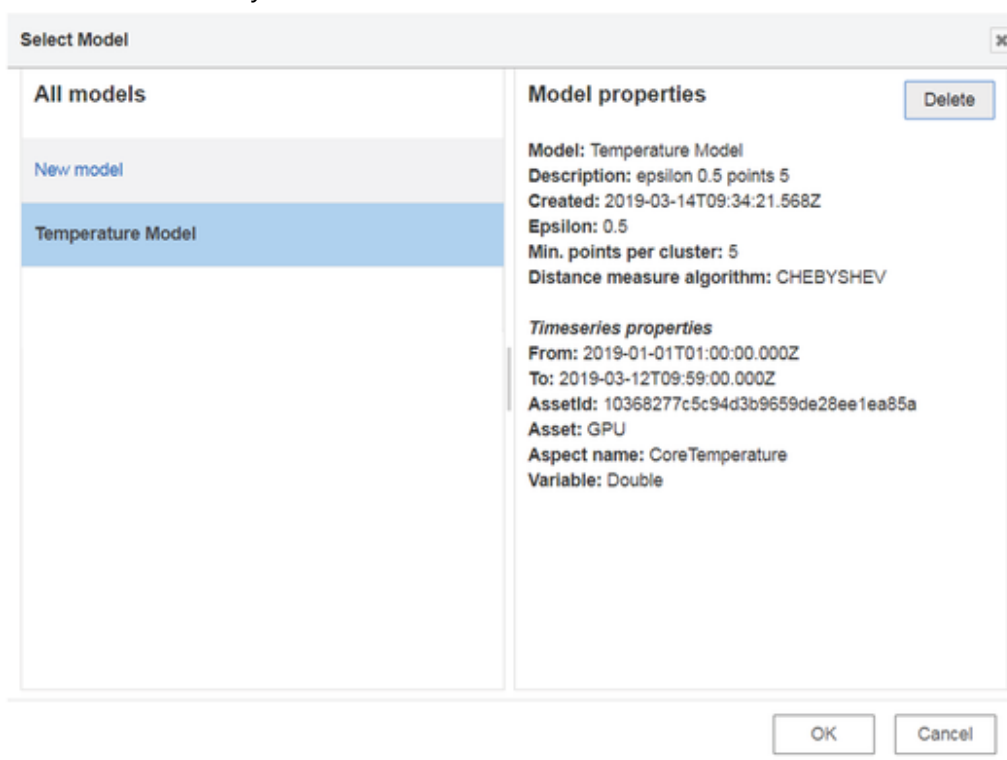 Select Model
All models
New model
Temperature Model
Model properties
Delete
Model: Temperature Model
Description: epsilon 0.5 points 5
Created: 2019-03-14T09:34:21.568Z
Epsilon: 0.5
Min. points per cluster: 5
Distance measure algorithm: CHEBYSHEV
Timeseries properties
From: 2019-01-01T01:00:00.000Z
To: 2019-03-12T09:59:00.000Z
AssetId: 10368277c5c94d3b9659de28ee1ea85a
Asset: GPU
Aspect name: CoreTemperature
Variable: Double
OK
Cancel